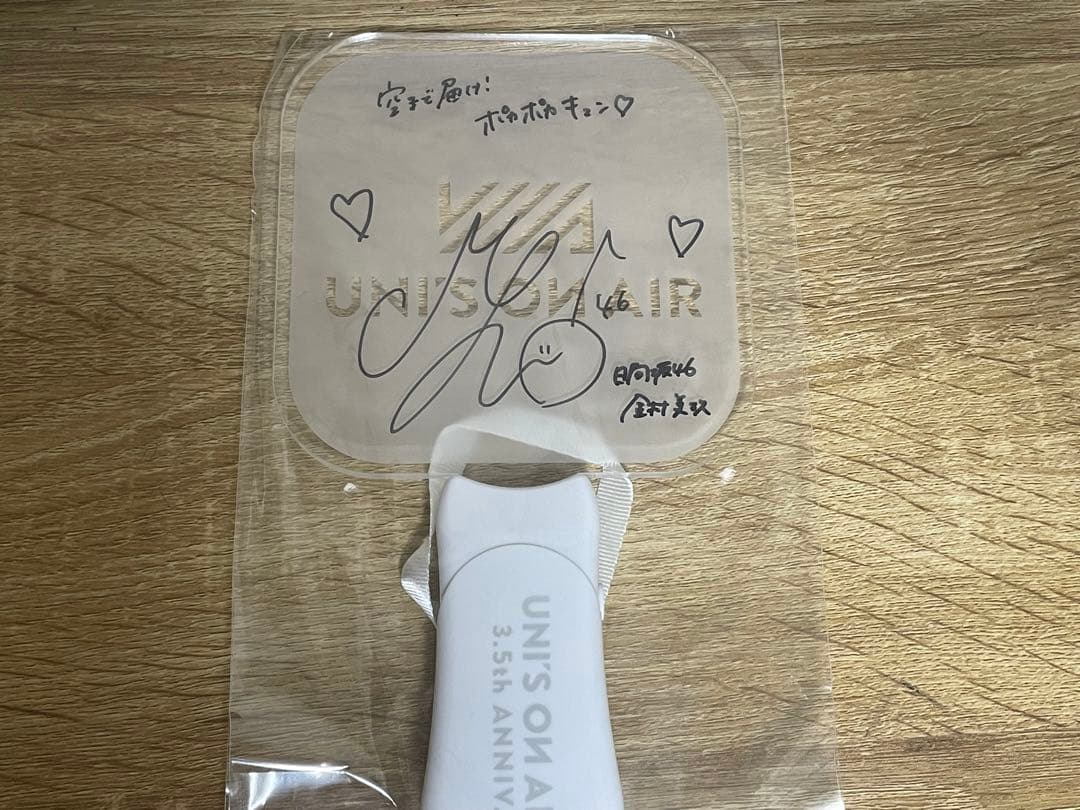 空まで届け!
ポカポカキュン♡
UNI'S ON AIR
46
日向坂46
金村美玖
UNI'S ON A
3.5th ANNIV